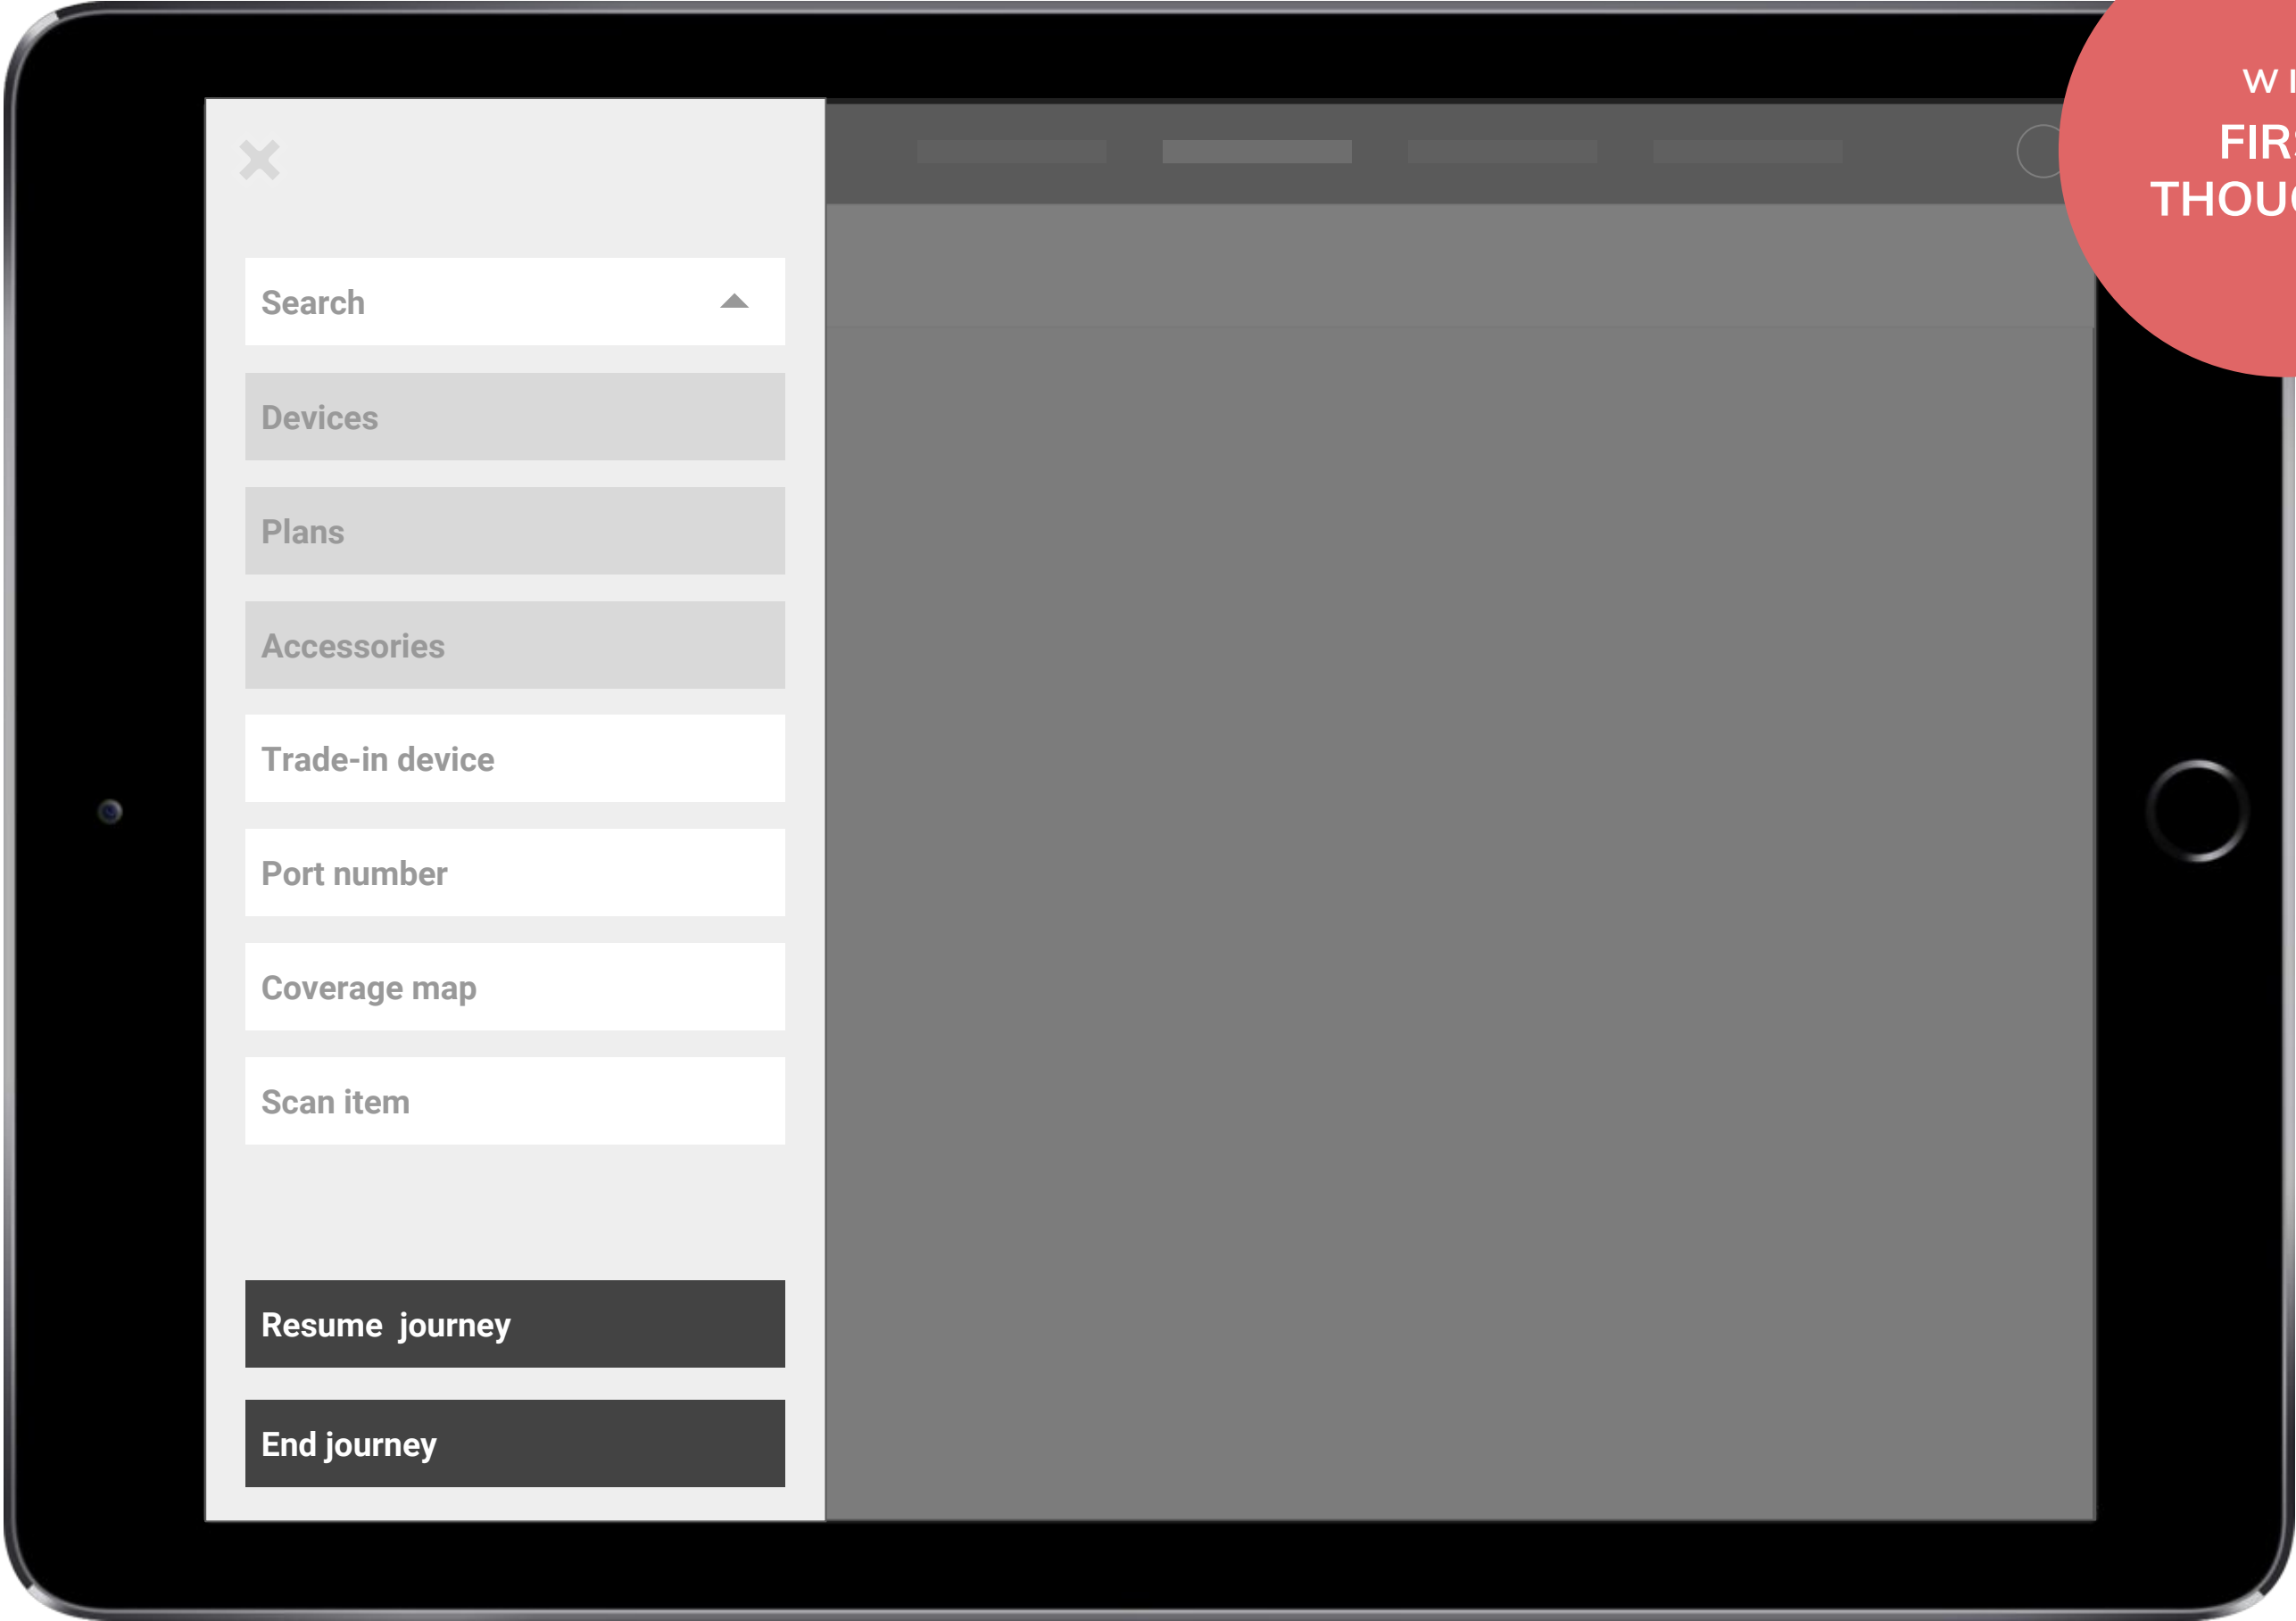 Search
Devices
Plans
Accessories
Trade-in device
Port number
Coverage map
Scan item
Resume  journey
End journey